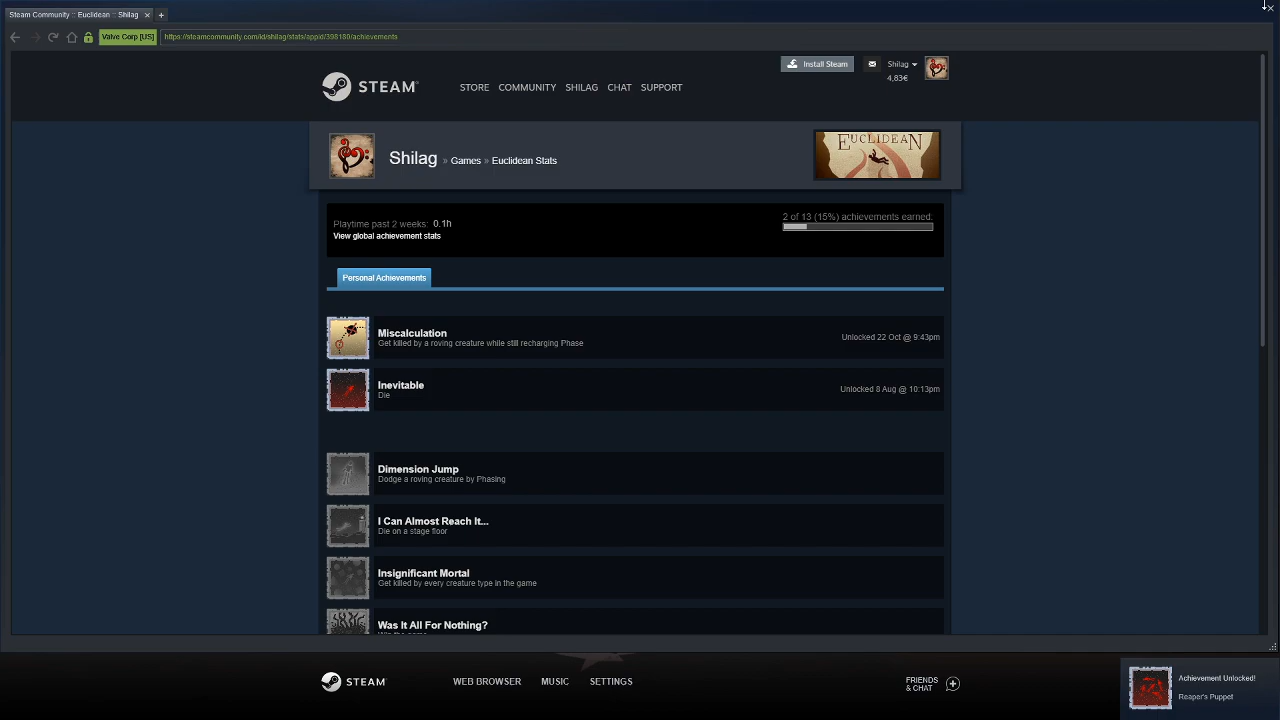 Steam Community :: Euclidean :: Shilag
Valve Corp [US] https://steamcommunity.com/id/shilag/stats/appid/398180/achievements
Install Steam
Shilag
4,83€
STEAM®
STORE COMMUNITY SHILAG CHAT SUPPORT
Shilag » Games » Euclidean Stats
EUCLIDEAN
Playtime past 2 weeks: 0.1h
View global achievement stats
2 of 13 (15%) achievements earned:
Personal Achievements
Miscalculation
Get killed by a roving creature while still recharging Phase
Unlocked 22 Oct @ 9:43pm
Inevitable
Die
Unlocked 8 Aug @ 10:13pm
Dimension Jump
Dodge a roving creature by Phasing
I Can Almost Reach It...
Die on a stage floor
Insignificant Mortal
Get killed by every creature type in the game
Was It All For Nothing?
Win the game
STEAM
WEB BROWSER MUSIC SETTINGS
FRIENDS
& CHAT
Achievement Unlocked!
Reaper's Puppet